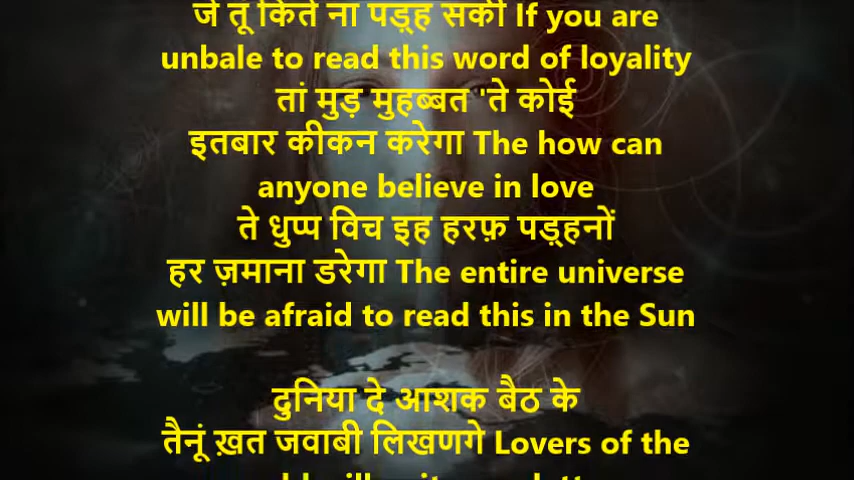 जे तूं किते ना पड़्ह सकी If you are
unbale to read this word of loyality
तां मुड़ मुहब्बत 'ते कोई
इतबार कीकन करेगा The how can
anyone believe in love
ते धुप्प विच इह हरफ़ पड़्हनों
हर ज़माना डरेगा The entire universe
will be afraid to read this in the Sun
दुनिया दे आशक बैठ के
तैनूं ख़त जवाबी लिखणगे Lovers of the